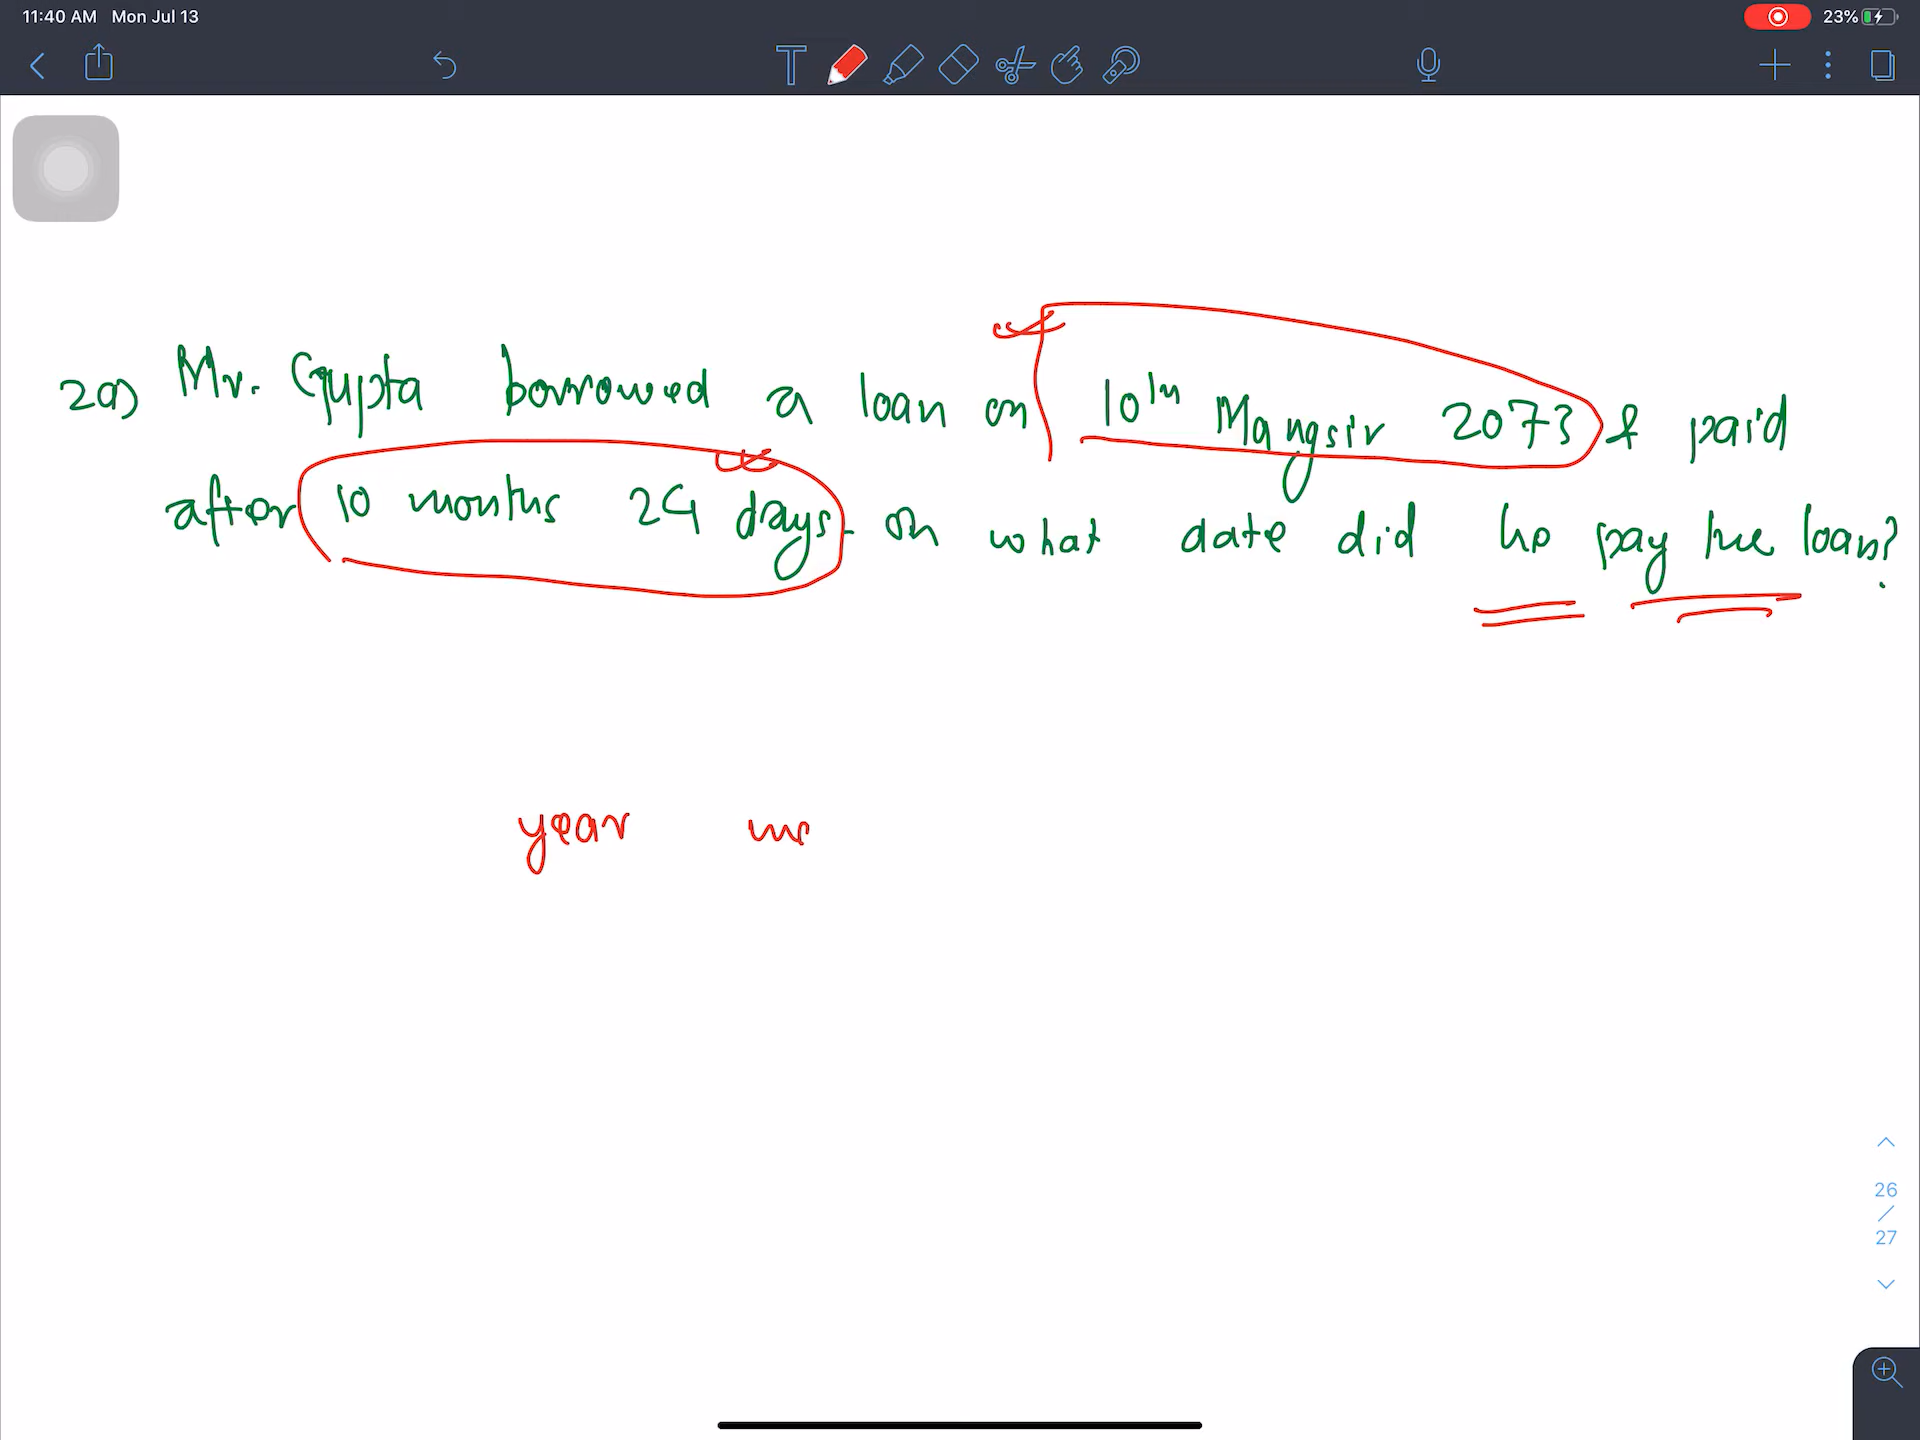 11:40 AM Mon Jul 13
23%
2a) Mr. Gupta borrowed a loan on 10th Mangsir 2073 & paid
after 10 months 24 days. On what date did he pay the loan?
year mo
26
/
27